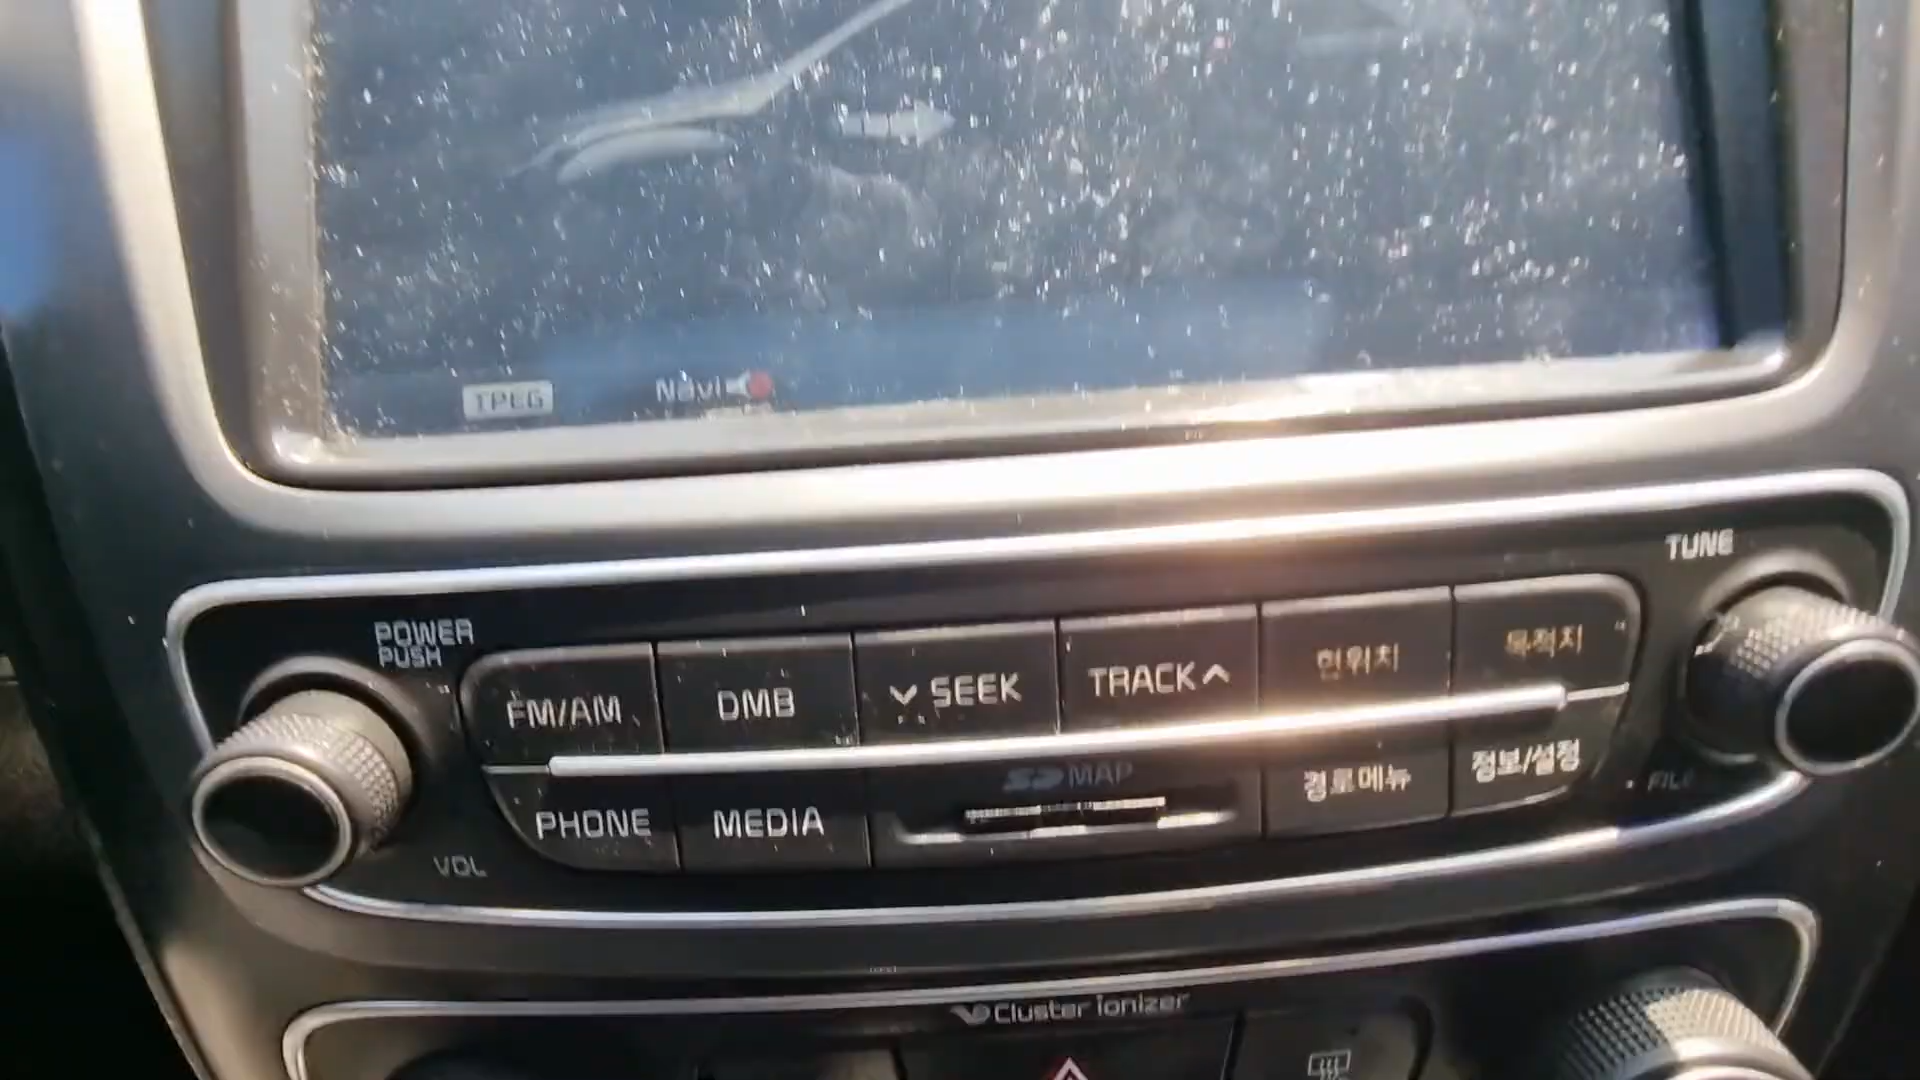 TPEG
Navi
TUNE
POWER
PUSH
FM/AM
DMB
SEEK
TRACK
현위치
목적지
PHONE
MEDIA
SD MAP
경로메뉴
정보/설정
FILE
VOL
Cluster ionizer